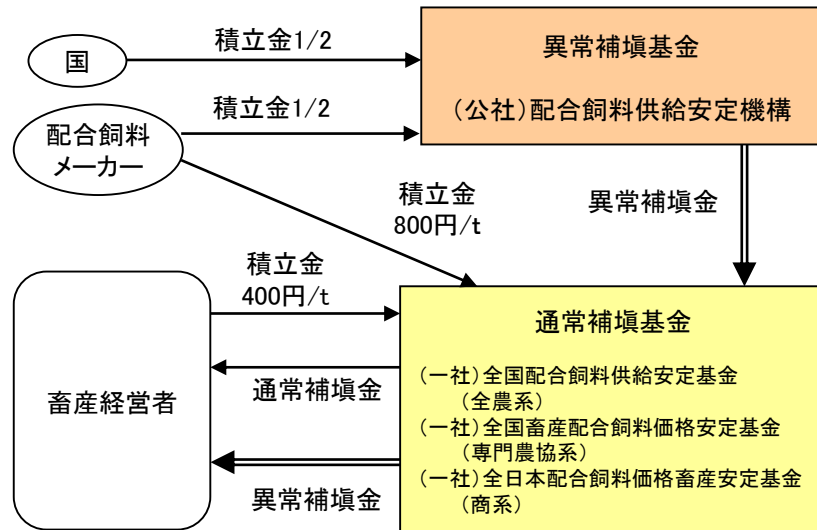 国
積立金1/2
異常補塡基金
(公社)配合飼料供給安定機構
積立金1/2
配合飼料
メーカー
積立金
800円/t
異常補塡金
積立金
400円/t
通常補塡基金
畜産経営者
通常補塡金
異常補塡金
(一社)全国配合飼料供給安定基金
(全農系)
(一社)全国畜産配合飼料価格安定基金
(専門農協系)
(一社)全日本配合飼料価格畜産安定基金
(商系)